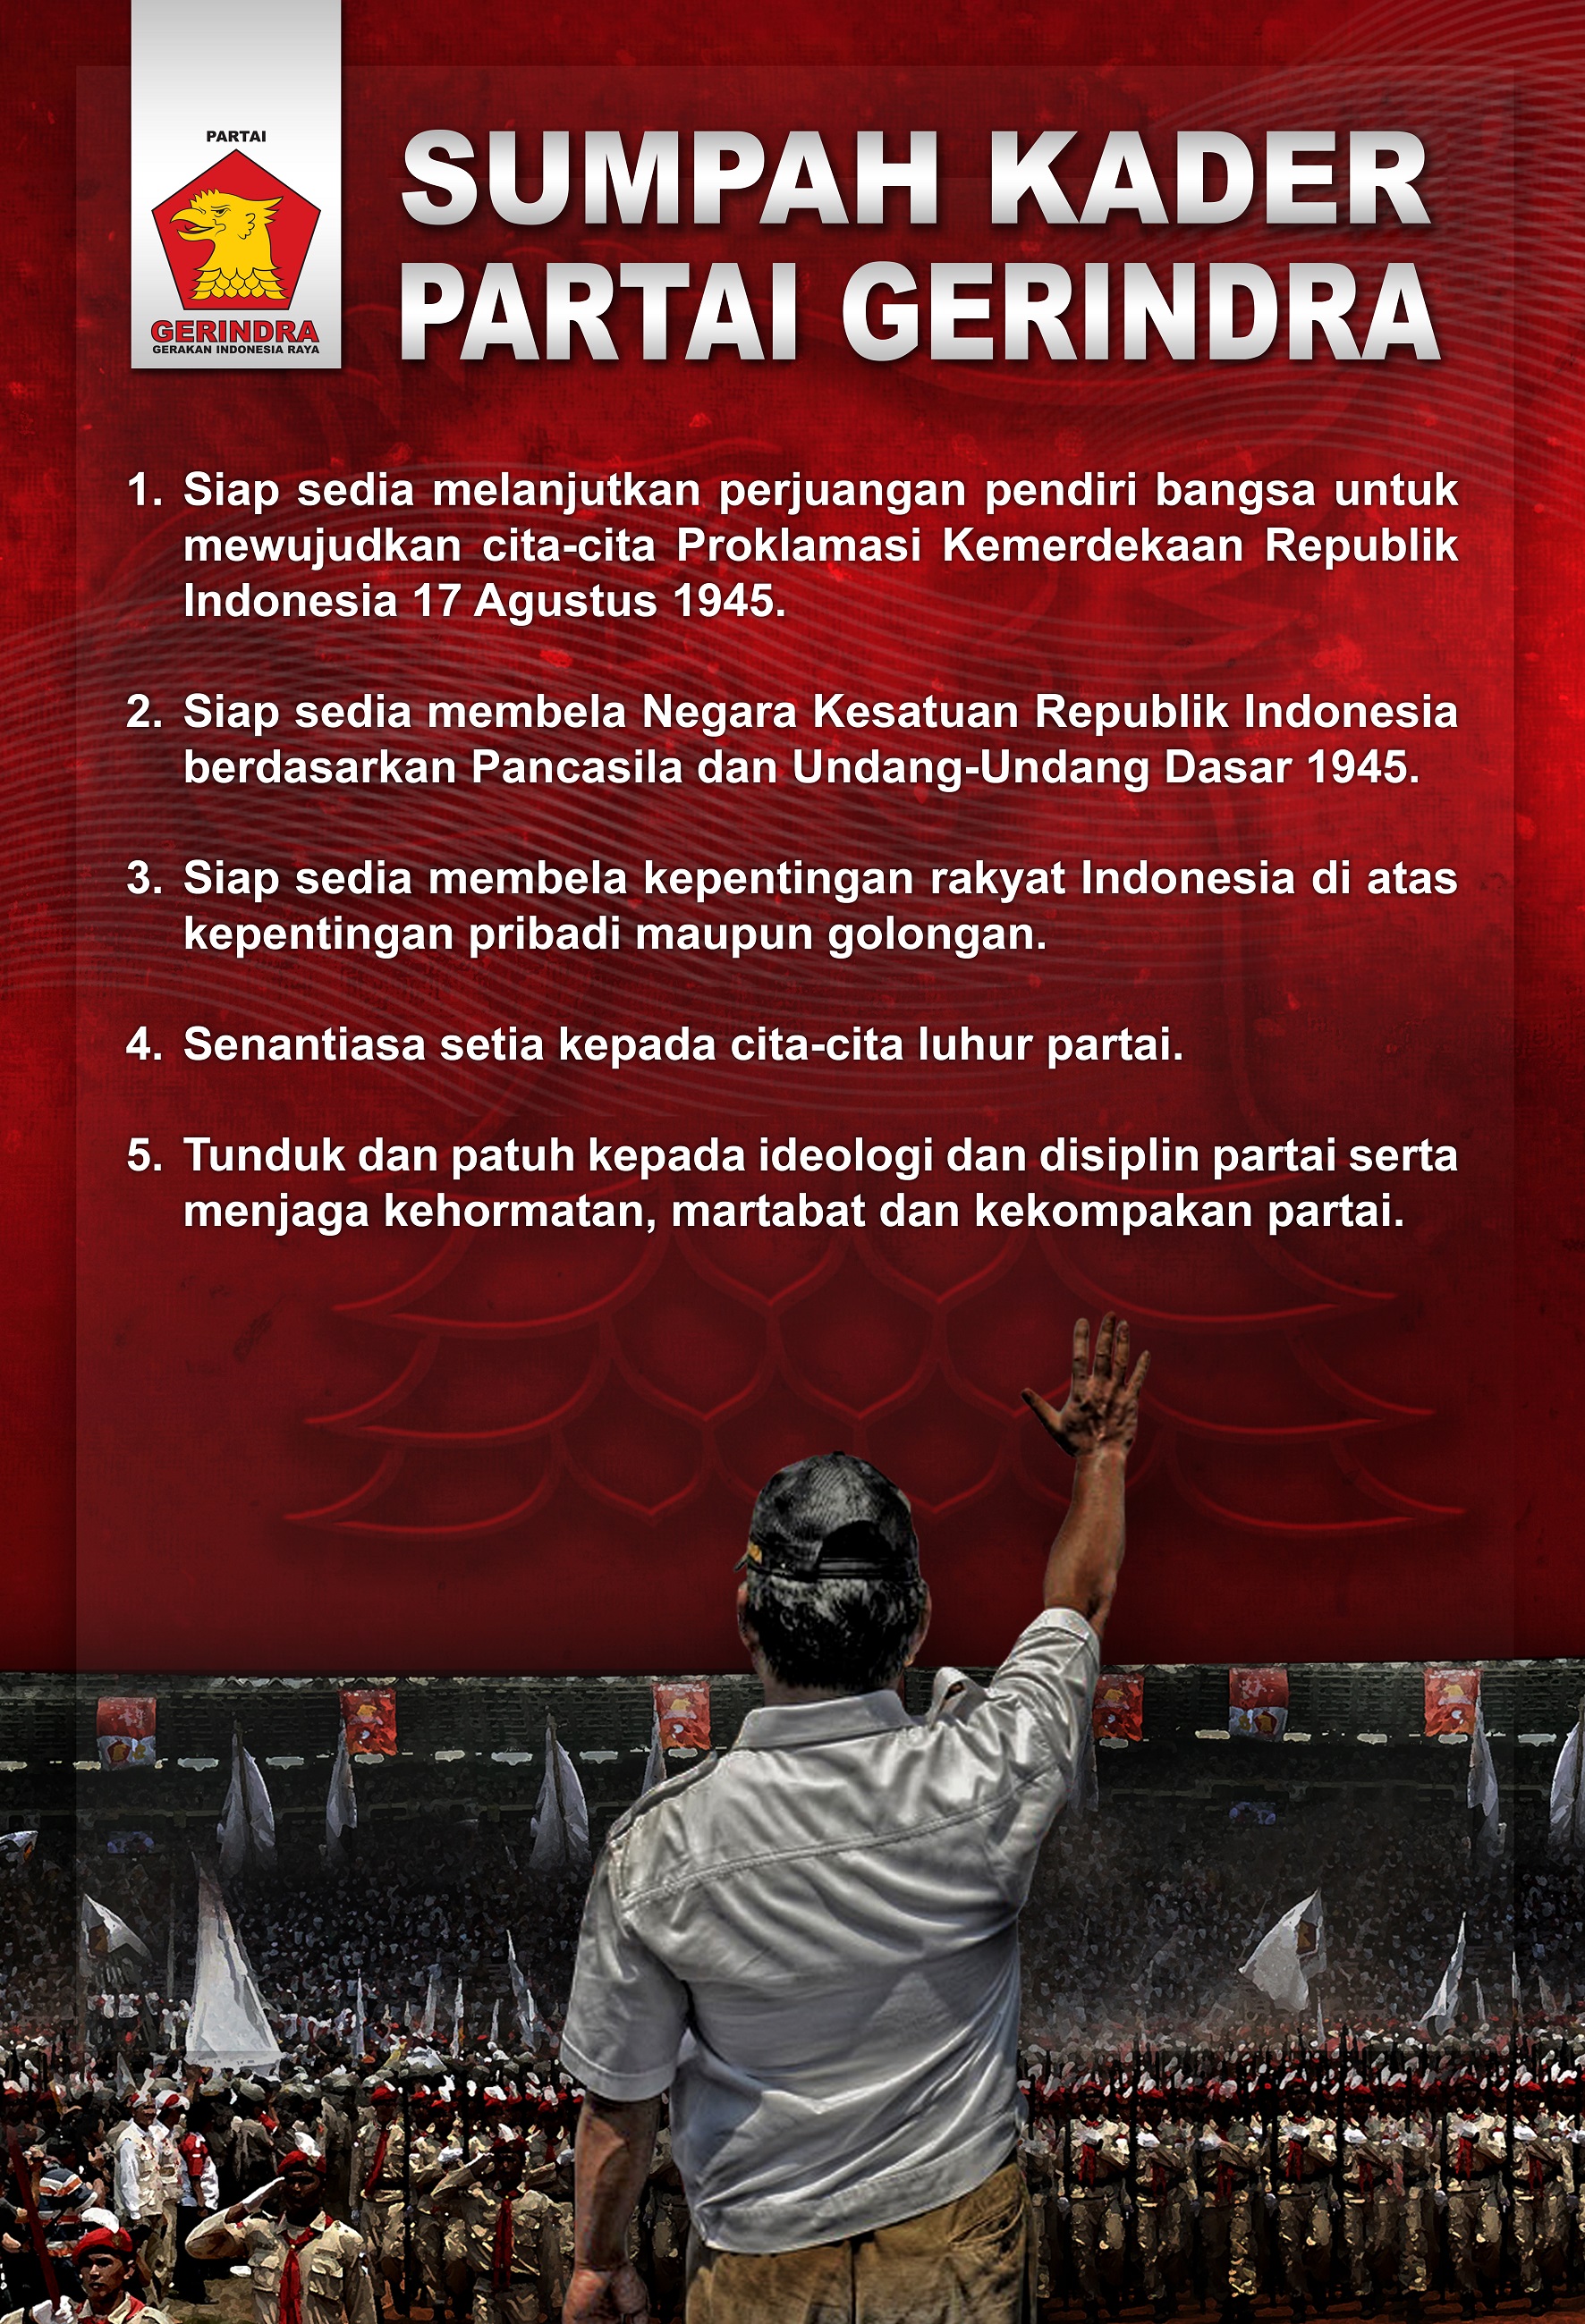 PARTAI
GERINDRA
GERAKAN INDONESIA RAYA
SUMPAH KADER
PARTAI GERINDRA
1. Siap sedia melanjutkan perjuangan pendiri bangsa untuk
mewujudkan cita-cita Proklamasi Kemerdekaan Republik
Indonesia 17 Agustus 1945.
2. Siap sedia membela Negara Kesatuan Republik Indonesia
berdasarkan Pancasila dan Undang-Undang Dasar 1945.
3. Siap sedia membela kepentingan rakyat Indonesia di atas
kepentingan pribadi maupun golongan.
4. Senantiasa setia kepada cita-cita luhur partai.
5. Tunduk dan patuh kepada ideologi dan disiplin partai serta
menjaga kehormatan, martabat dan kekompakan partai.